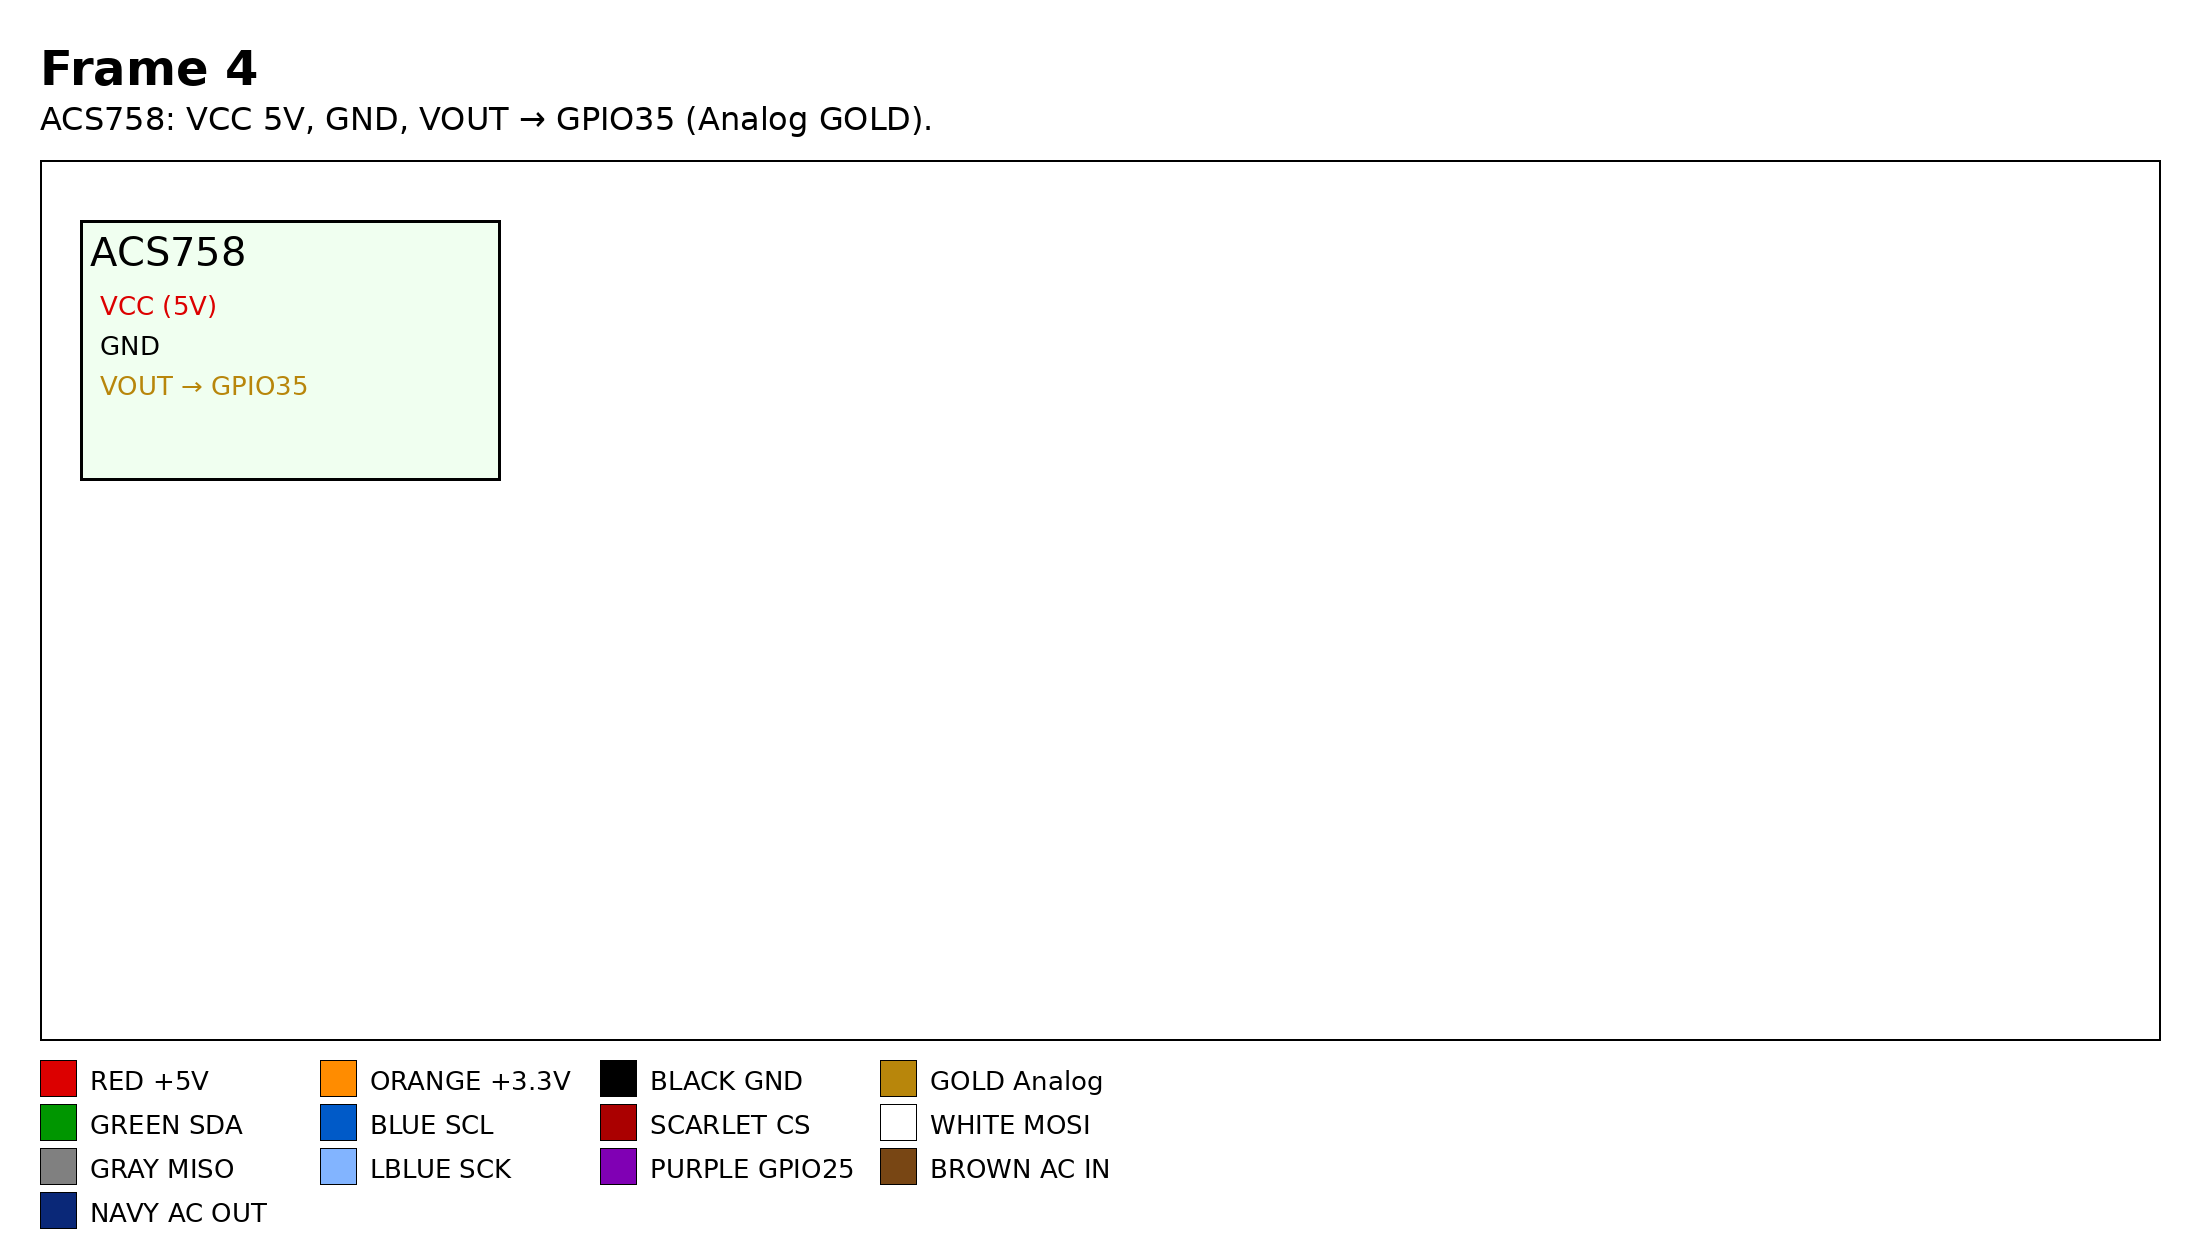 Frame 4
ACS758: VCC 5V, GND, VOUT → GPIO35 (Analog GOLD).
ACS758
VCC (5V)
GND
VOUT → GPIO35
RED +5V
ORANGE +3.3V
BLACK GND
GOLD Analog
GREEN SDA
BLUE SCL
SCARLET CS
WHITE MOSI
GRAY MISO
LBLUE SCK
PURPLE GPIO25
BROWN AC IN
NAVY AC OUT